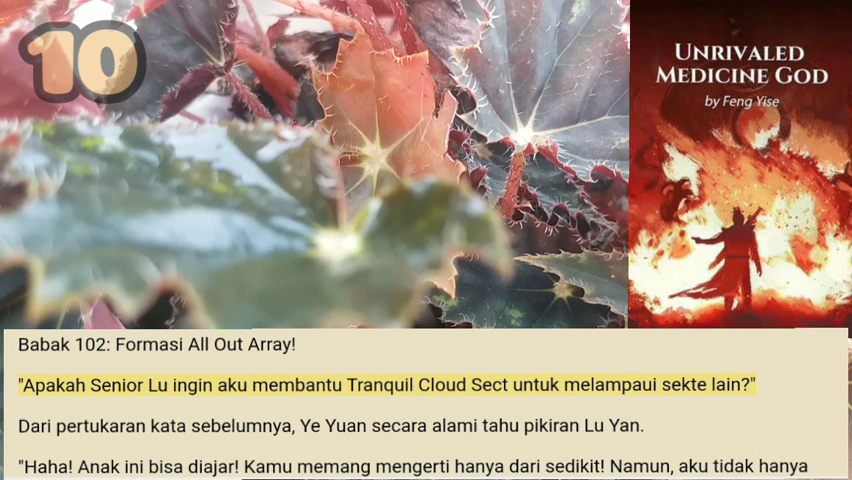 10
UNRIVALED
MEDICINE GOD
by Feng Yise
Babak 102: Formasi All Out Array!
"Apakah Senior Lu ingin aku membantu Tranquil Cloud Sect untuk melampaui sekte lain?"
Dari pertukaran kata sebelumnya, Ye Yuan secara alami tahu pikiran Lu Yan.
"Haha! Anak ini bisa diajar! Kamu memang mengerti hanya dari sedikit! Namun, aku tidak hanya